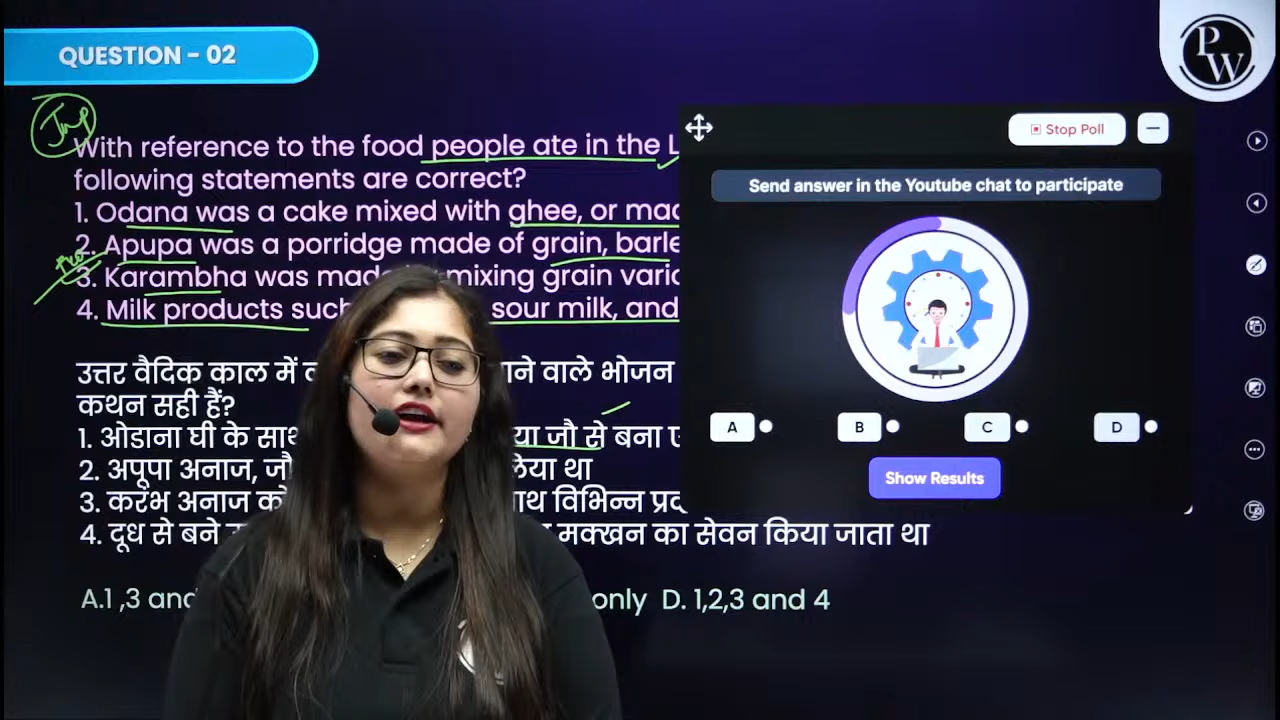 QUESTION - 02
PW
Imp
With reference to the food people ate in the L
following statements are correct?
1. Odana was a cake mixed with ghee, or mad
2. Apupa was a porridge made of grain, barle
3. Karambha was made by mixing grain vario
4. Milk products such sour milk, and
उत्तर वैदिक काल में ाने वाले भोजन
कथन सही हैं?
1. ओडाना घी के साथ या जौ से बना
2. अपूपा अनाज, जौ लिया था
3. करंभ अनाज को ाथ विभिन्न
4. दूध से बने मक्खन का सेवन किया जाता था
A.1 ,3 and only D. 1,2,3 and 4
Stop Poll
Send answer in the Youtube chat to participate
A B C D
Show Results